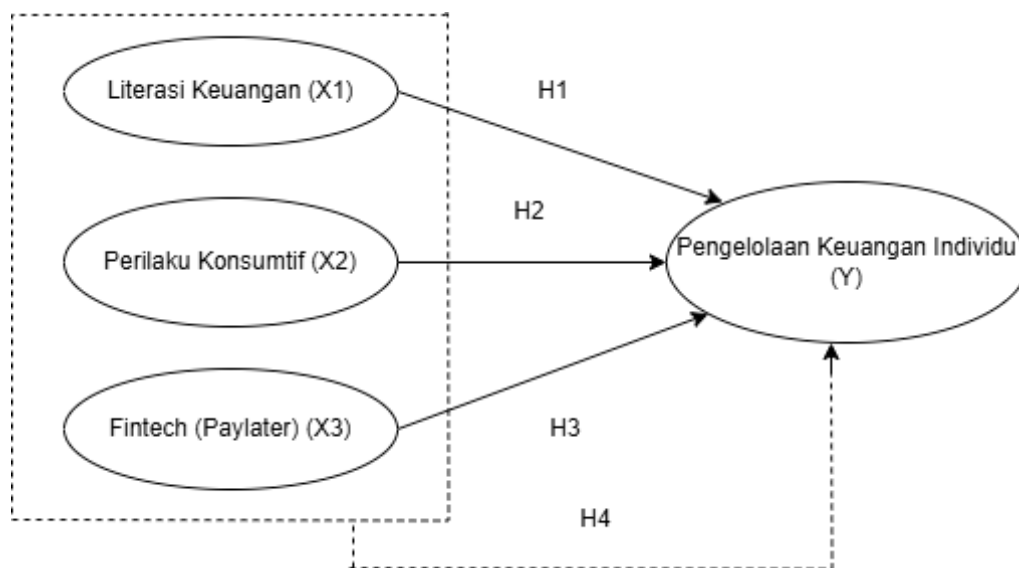 Literasi Keuangan (X1)
H1
H2
Perilaku Konsumtif (X2)
Pengelolaan Keuangan Individu
(Y)
Fintech (Paylater) (X3)
H3
H4